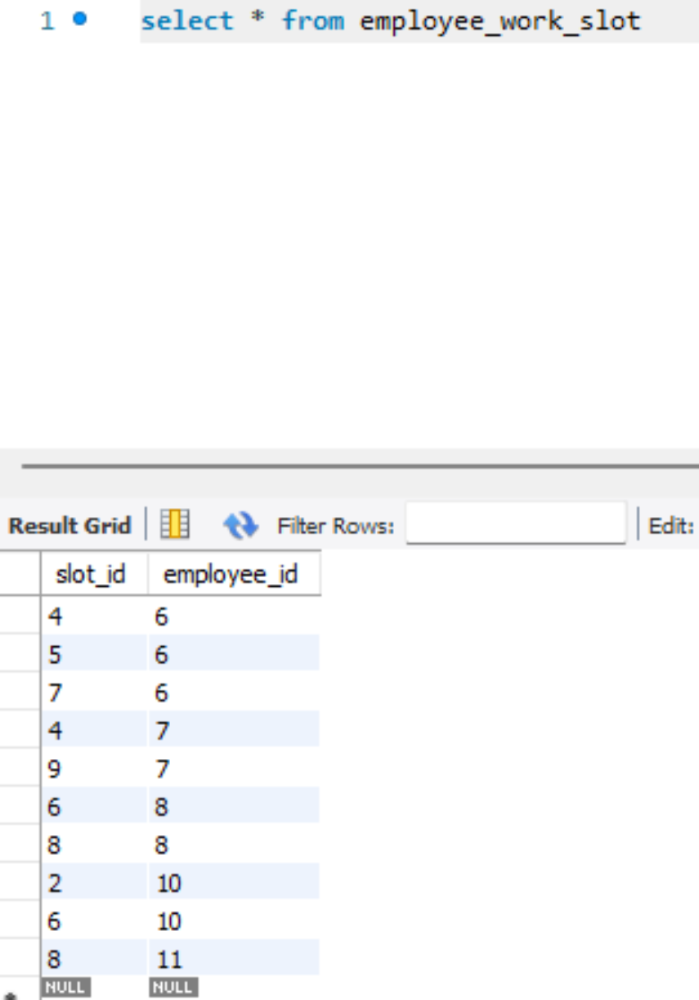 1 select * from employee_work_slot
Result Grid Filter Rows: Edit:
slot_id employee_id
4 6
5 6
7 6
4 7
9 7
6 8
8 8
2 10
6 10
8 11
* NULL NULL